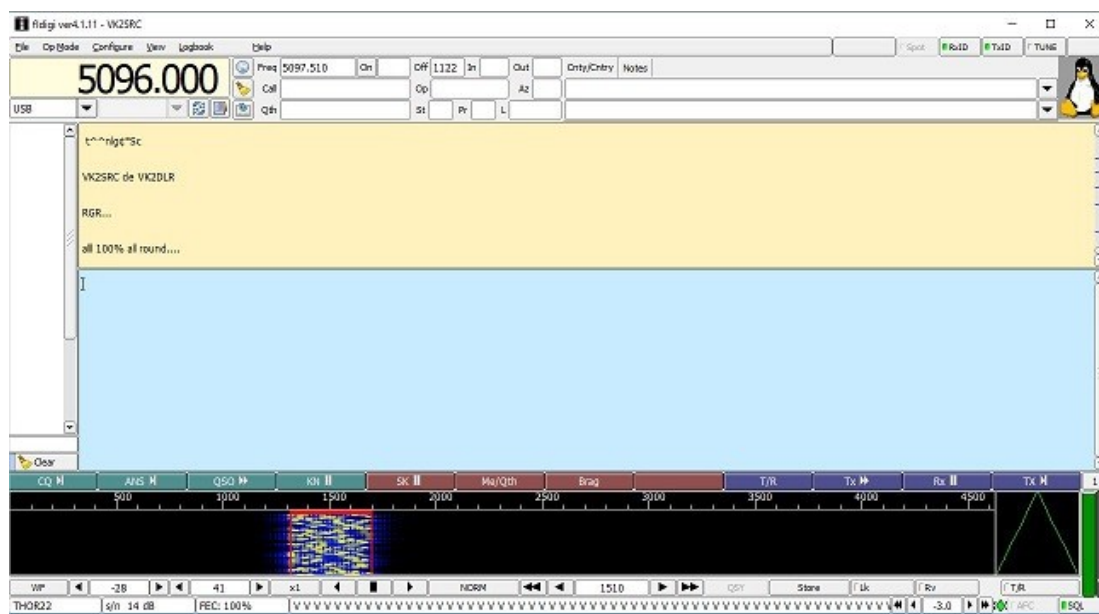 fldigi ver4.1.11 - VK2SRC
File Op Mode Configure View Logbook Help Spot RxID TxID TUNE
5096.000 Freq 5097.510 On Off 1122 In Out Cnty/Cntry Notes
Call Op Az
USB Qth St Pr L
VK2SRC de VK2DLR
RGR...
all 100% all round....
Clear
CQ ANS QSO KN SK Me/Qth Brag T/R Tx Rx TX 1
500 1000 1500 2000 2500 3000 3500 4000 4500
WF -28 41 x1 NORM 1510 QSY Store Lk Rv T/R
THOR22 s/n 14 dB FEC: 100% -3.0 AFC SQL